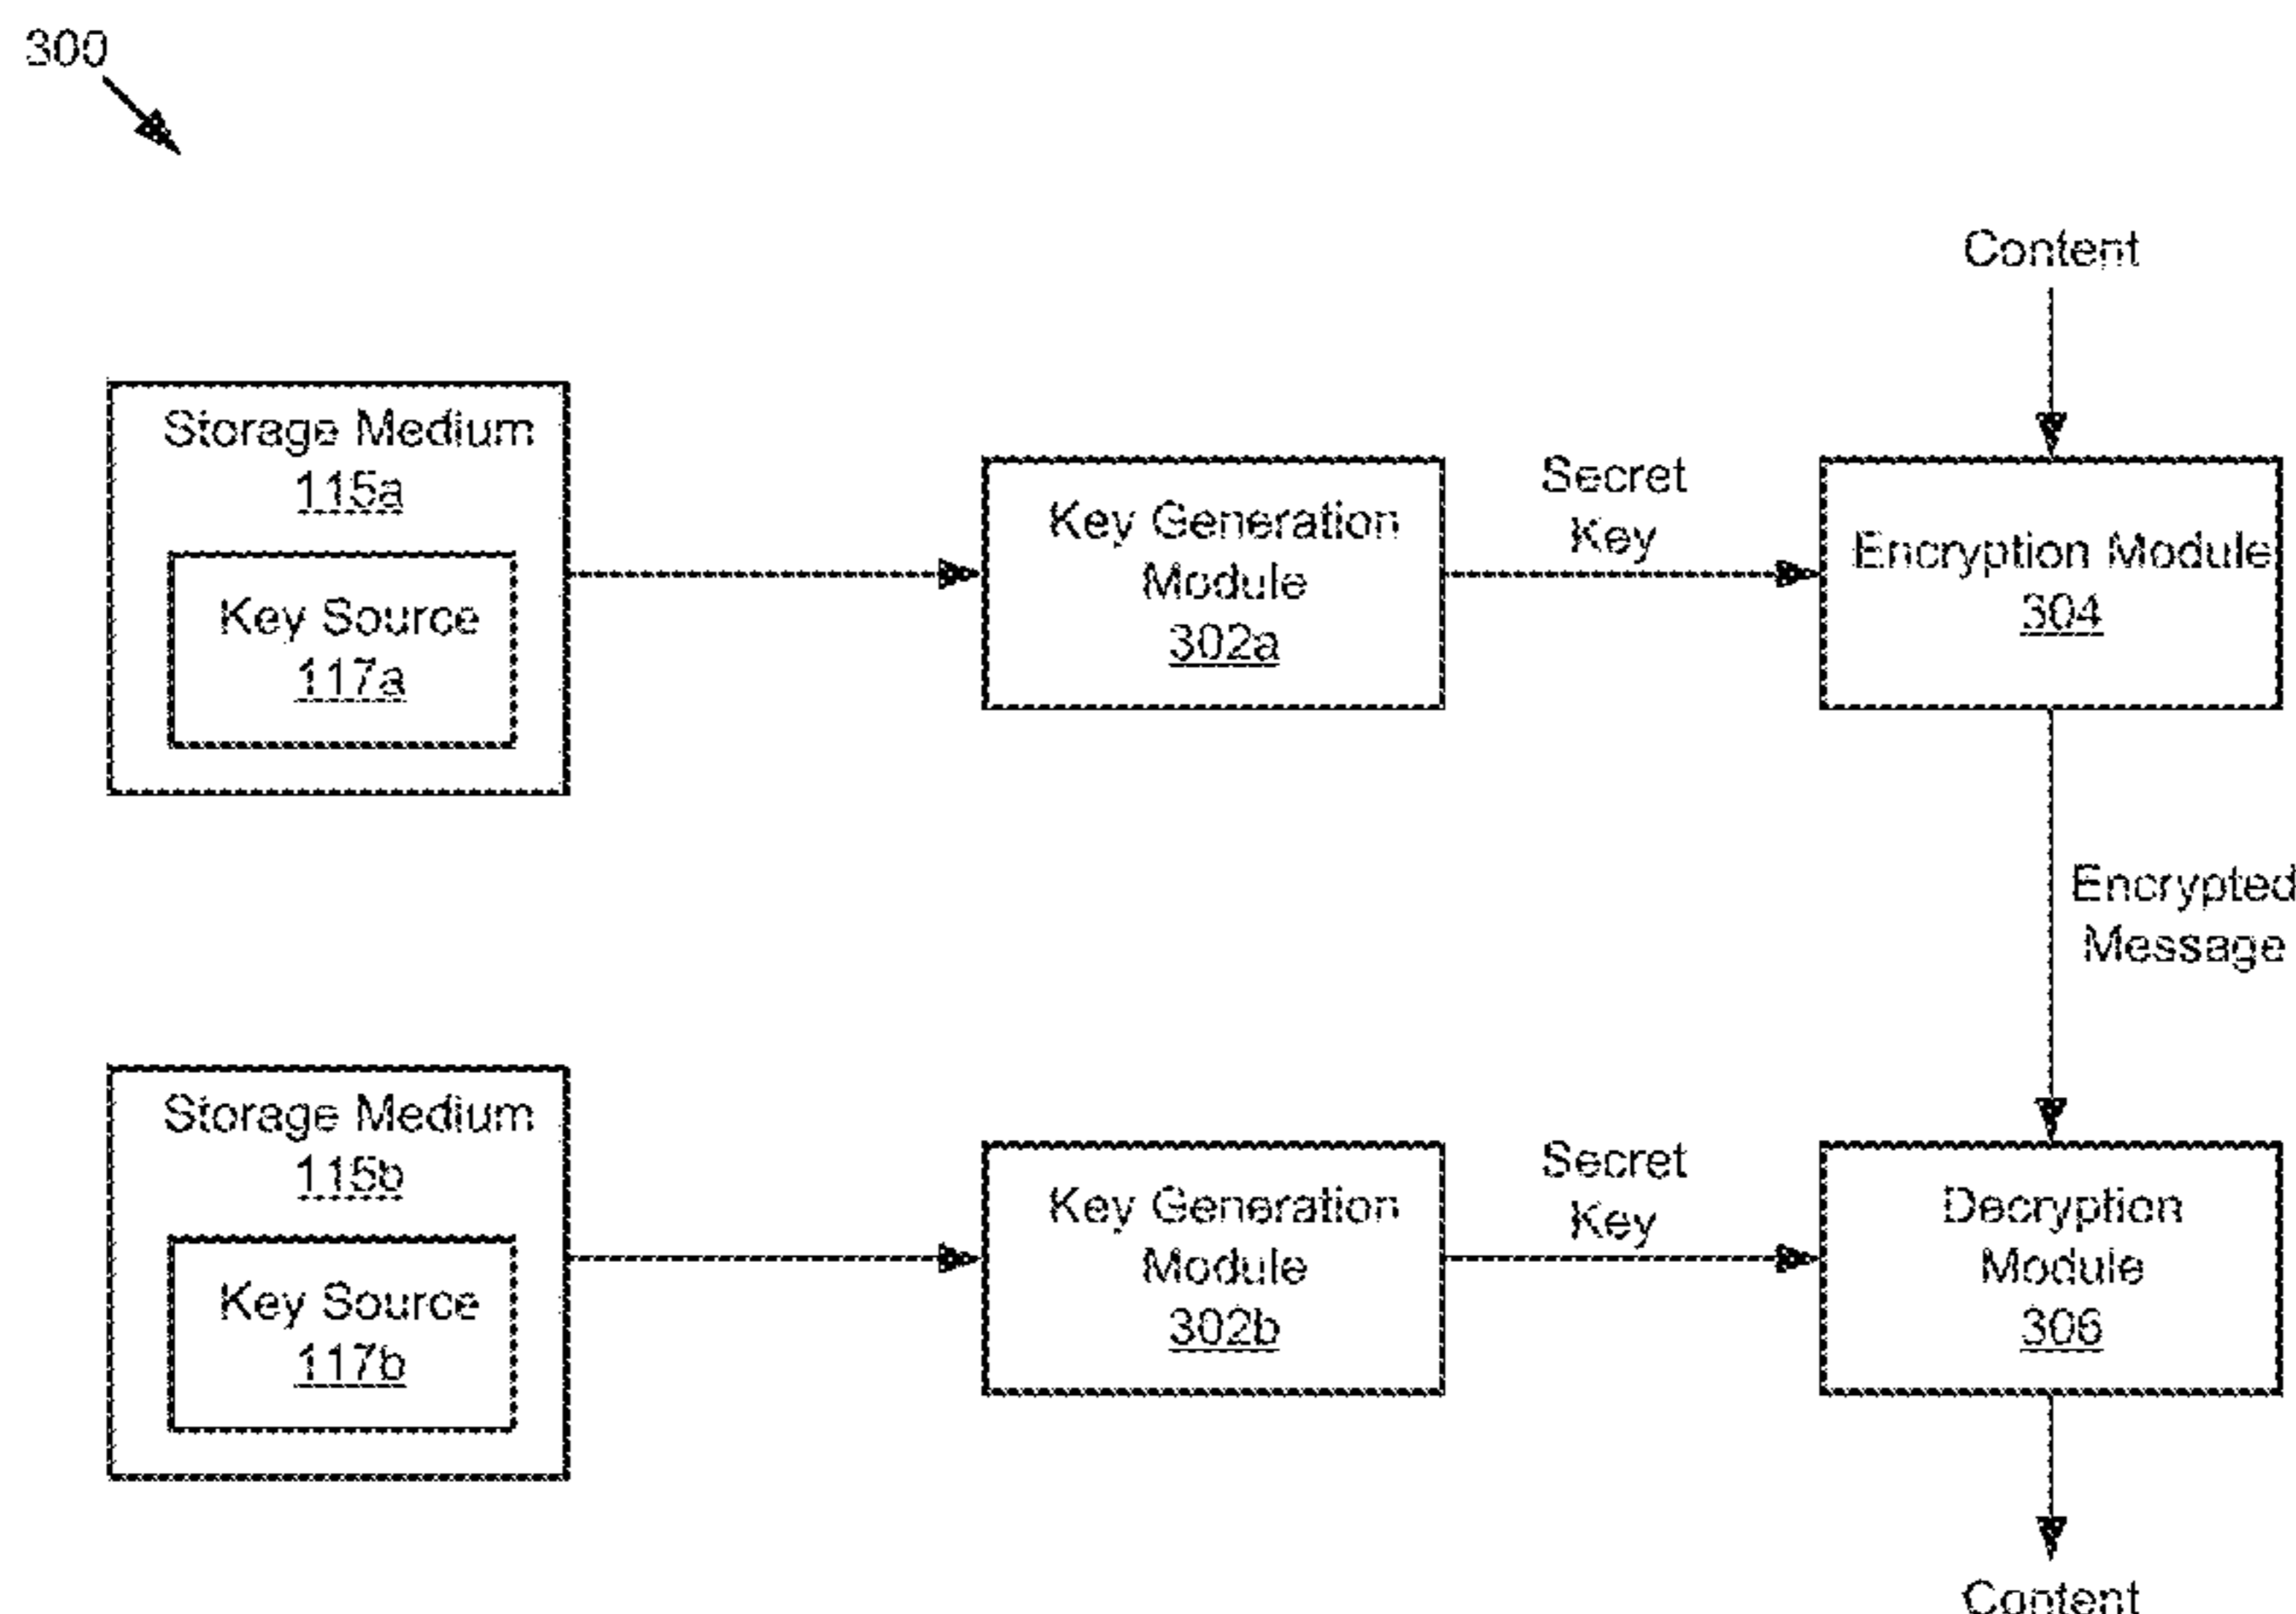 300
Content
Storage Medium
115a
Key Source
117a
Key Generation
Module
302a
Secret
Key
Encryption Module
304
Encrypted
Message
Storage Medium
115b
Key Source
117b
Key Generation
Module
302b
Secret
Key
Decryption
Module
306
Content